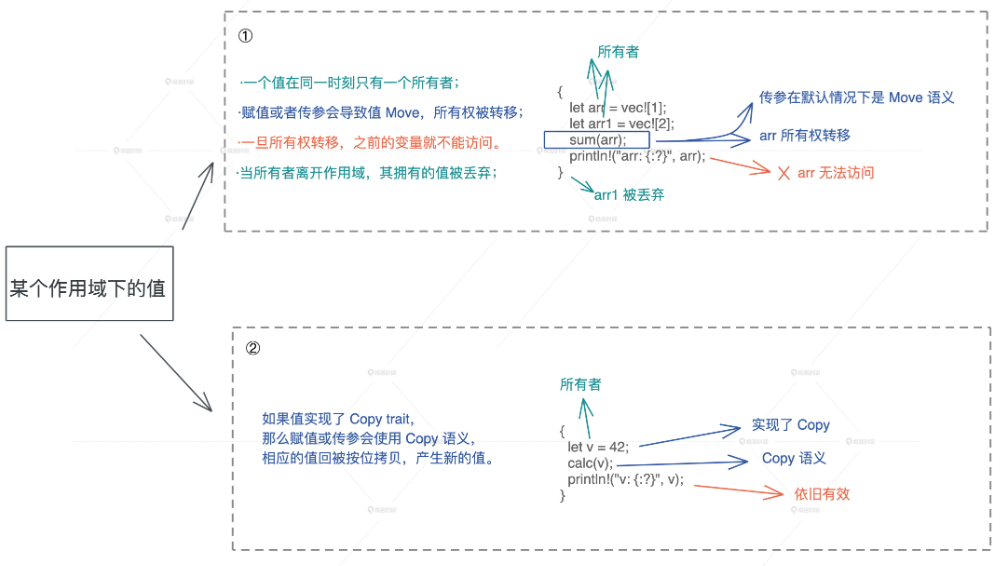 ①
所有者
·一个值在同一时刻只有一个所有者；
·赋值或者传参会导致值 Move，所有权被转移；
·一旦所有权转移，之前的变量就不能访问。
·当所有者离开作用域，其拥有的值被丢弃；
{
let arr = vec![1];
let arr1 = vec![2];
sum(arr);
println!("arr: {:?}", arr);
}
传参在默认情况下是 Move 语义
arr 所有权转移
arr 无法访问
arr1 被丢弃
某个作用域下的值
②
如果值实现了 Copy trait，
那么赋值或传参会使用 Copy 语义，
相应的值回被按位拷贝，产生新的值。
所有者
{
let v = 42;
calc(v);
println!("v: {:?}", v);
}
实现了 Copy
Copy 语义
依旧有效